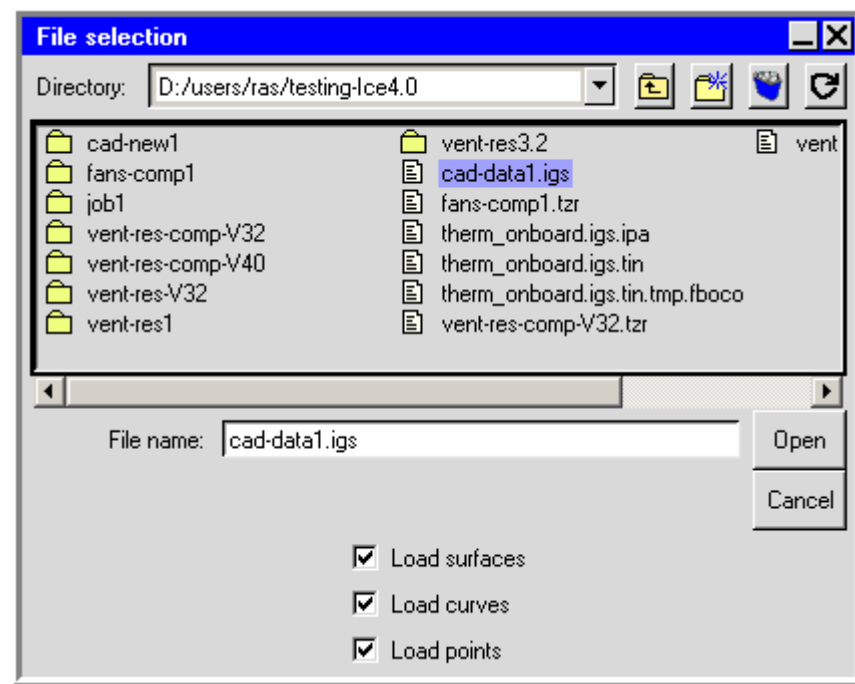 File selection
Directory: D:/users/ras/testing-Ice4.0
cad-new1
fans-comp1
job1
vent-res-comp-V32
vent-res-comp-V40
vent-res-V32
vent-res1
vent-res3.2
cad-data1.igs
fans-comp1.tzr
therm_onboard.igs.ipa
therm_onboard.igs.tin
therm_onboard.igs.tin.tmp.fboco
vent-res-comp-V32.tzr
vent
File name: cad-data1.igs
Open
Cancel
Load surfaces
Load curves
Load points